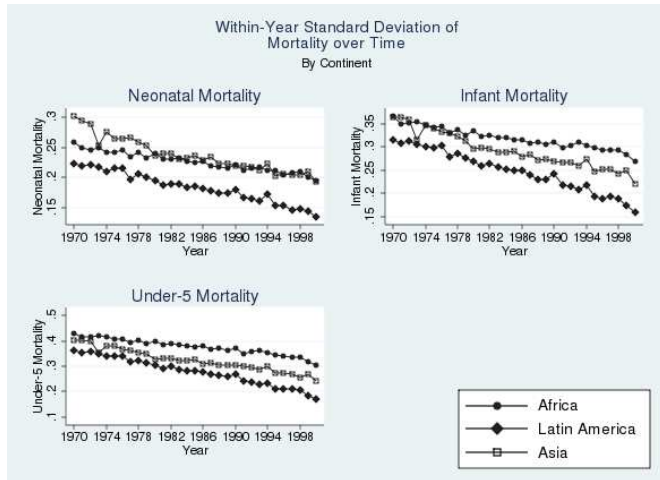 Within-Year Standard Deviation of
Mortality over Time
By Continent
Neonatal Mortality
Neonatal Mortality
.15 .2 .25 .3
1970 1974 1978 1982 1986 1990 1994 1998
Year
Infant Mortality
Infant Mortality
.15 .2 .25 .3 .35
1970 1974 1978 1982 1986 1990 1994 1998
Year
Under-5 Mortality
Under-5 Mortality
.1 .2 .3 .4 .5
1970 1974 1978 1982 1986 1990 1994 1998
Year
Africa
Latin America
Asia